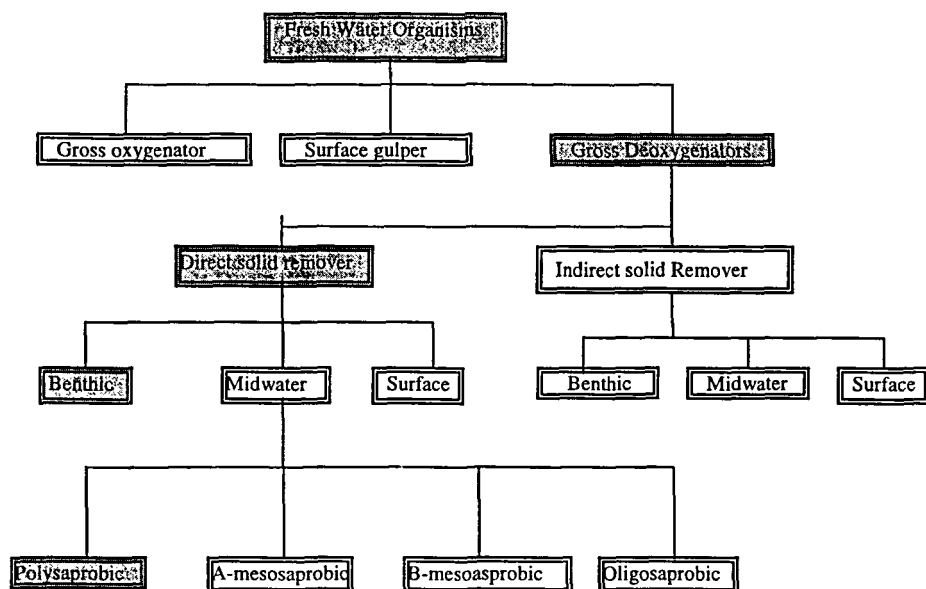 Fresh Water Organisms
Gross oxygenator
Surface gulper
Gross Deoxygenators
Direct solid remover
Indirect solid Remover
Benthic
Midwater
Surface
Benthic
Midwater
Surface
Polysaprobic
A-mesosaprobic
B-mesoasprobic
Oligosaprobic